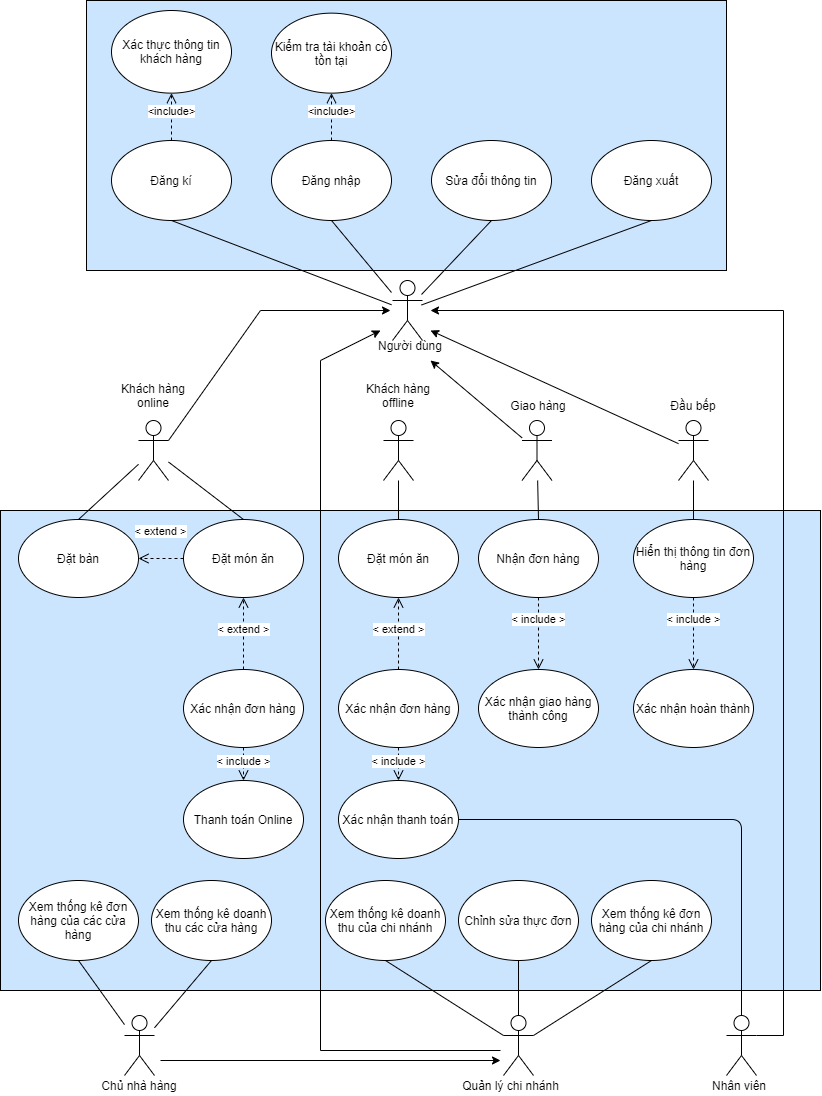 Xác thực thông tin
khách hàng
Kiểm tra tài khoản có
tồn tại
<include>
<include>
Đăng kí
Đăng nhập
Sửa đổi thông tin
Đăng xuất
Người dùng
Khách hàng
online
Khách hàng
offline
Giao hàng
Đầu bếp
Đặt bàn
< extend >
Đặt món ăn
Đặt món ăn
Nhận đơn hàng
Hiển thị thông tin đơn
hàng
< extend >
< extend >
< include >
< include >
Xác nhận đơn hàng
Xác nhận đơn hàng
Xác nhận giao hàng
thành công
Xác nhận hoàn thành
< include >
< include >
Thanh toán Online
Xác nhận thanh toán
Xem thống kê đơn
hàng của các cửa
hàng
Xem thống kê doanh
thu các cửa hàng
Xem thống kê doanh
thu của chi nhánh
Chỉnh sửa thực đơn
Xem thống kê đơn
hàng của chi nhánh
Chủ nhà hàng
Quản lý chi nhánh
Nhân viên